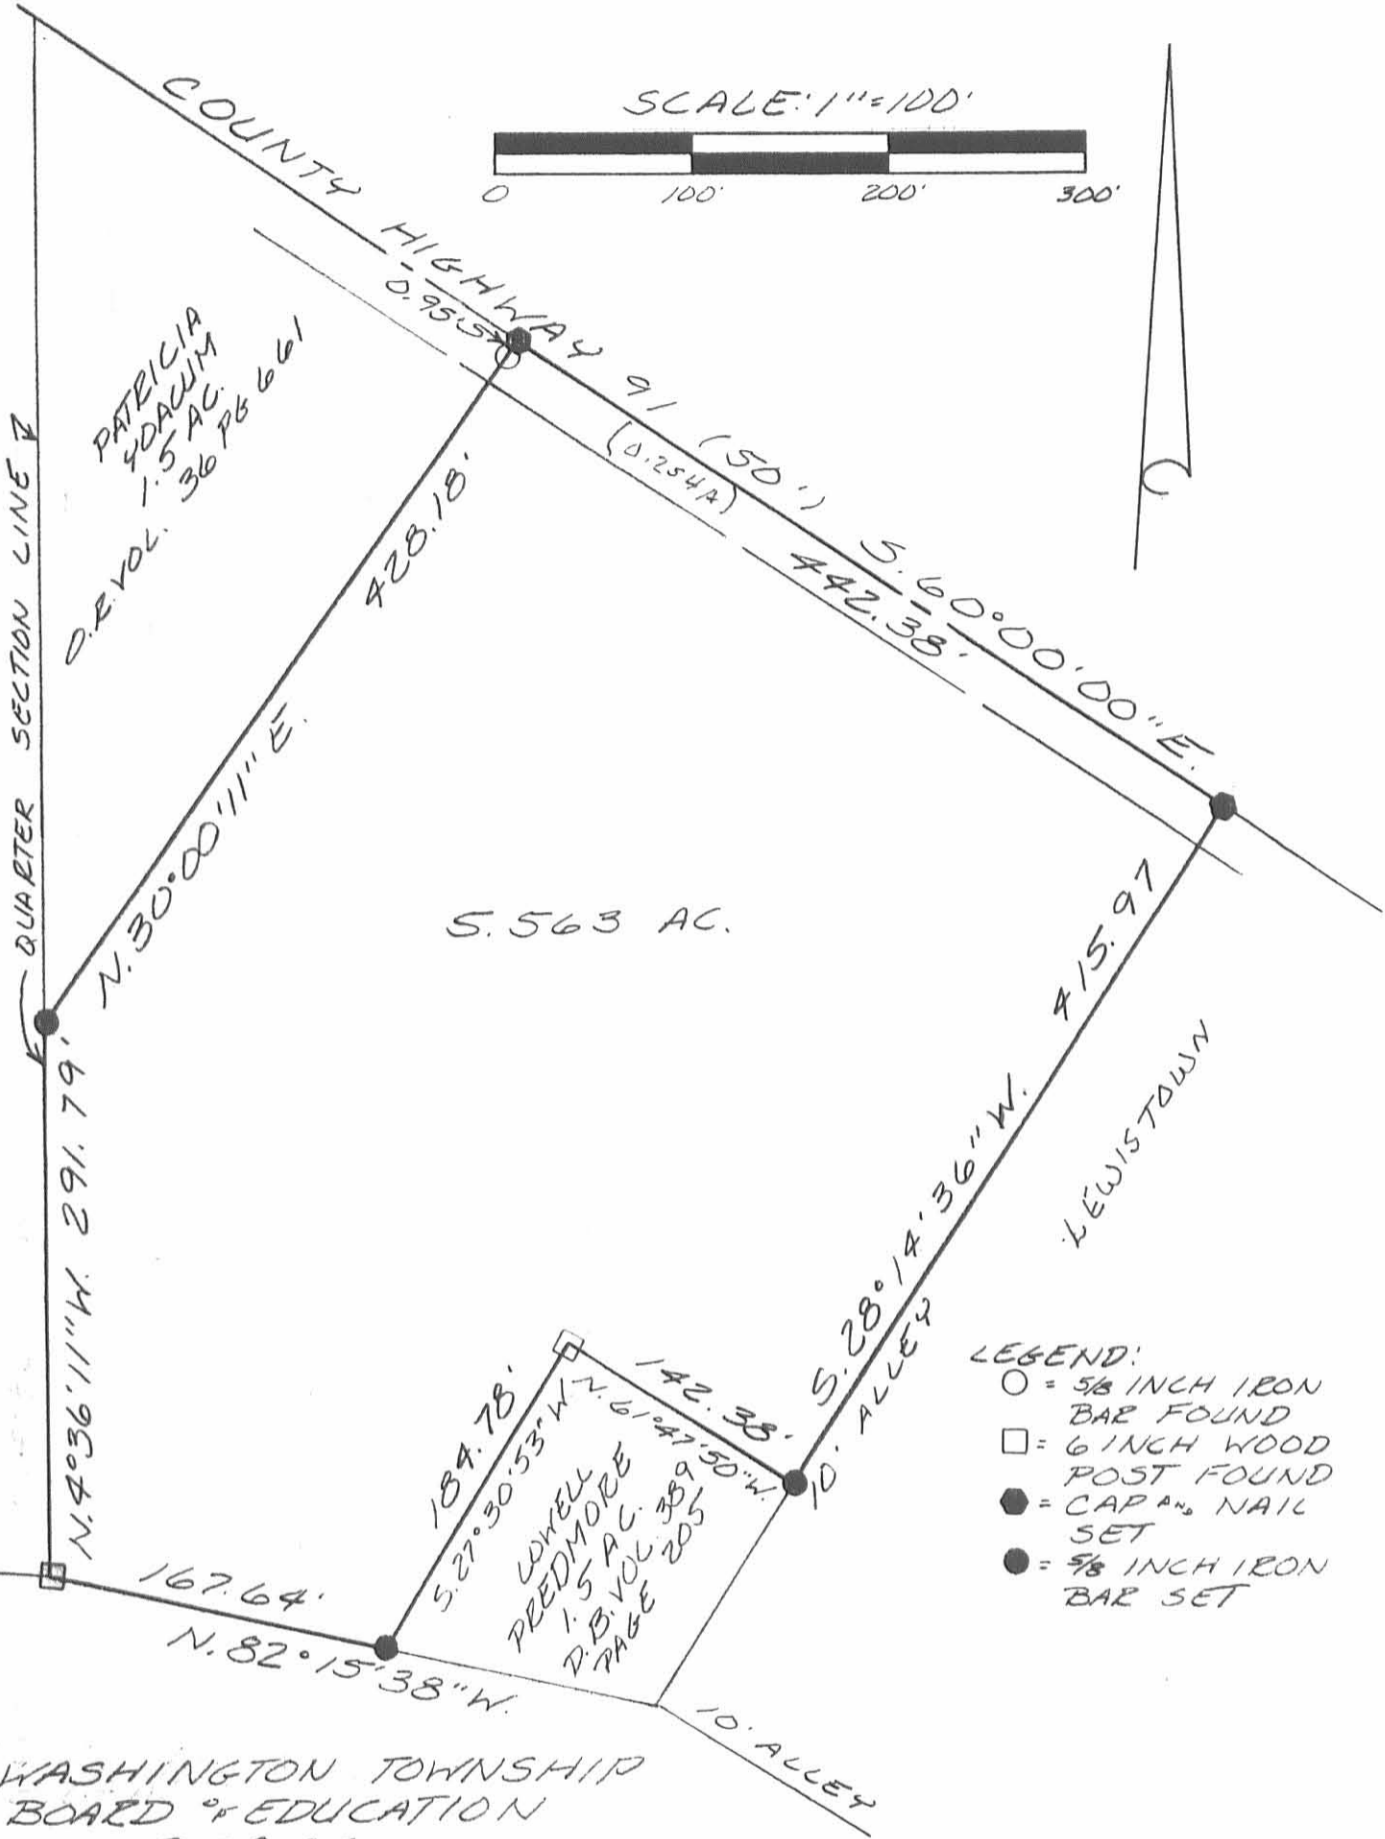 SCALE: 1"=100'
0 100' 200' 300'
COUNTY HIGHWAY 91 (50')
S. 60°00'00" E.
442.38'
(0.254A)
0.95'S
PATRICIA
YOACUM
1.5 AC.
O.R. VOL. 36 PG 661
QUARTER SECTION LINE
428.18'
N. 30°00'11" E.
5.563 AC.
415.97
S. 28°14'36" W.
10' ALLEY
LEWISTOWN
N. 4°36'11" W. 291.79'
142.38'
N. 61°47'50" W.
184.78'
S. 27°30'53" W.
LOWELL
PREDMORE
1.5 AC.
D.B. VOL. 389
PAGE 205
167.64'
N. 82°15'38" W.
10' ALLEY
LEGEND:
= 5/8 INCH IRON
BAR FOUND
= 6 INCH WOOD
POST FOUND
= CAP AND NAIL
SET
= 5/8 INCH IRON
BAR SET
WASHINGTON TOWNSHIP
BOARD OF EDUCATION